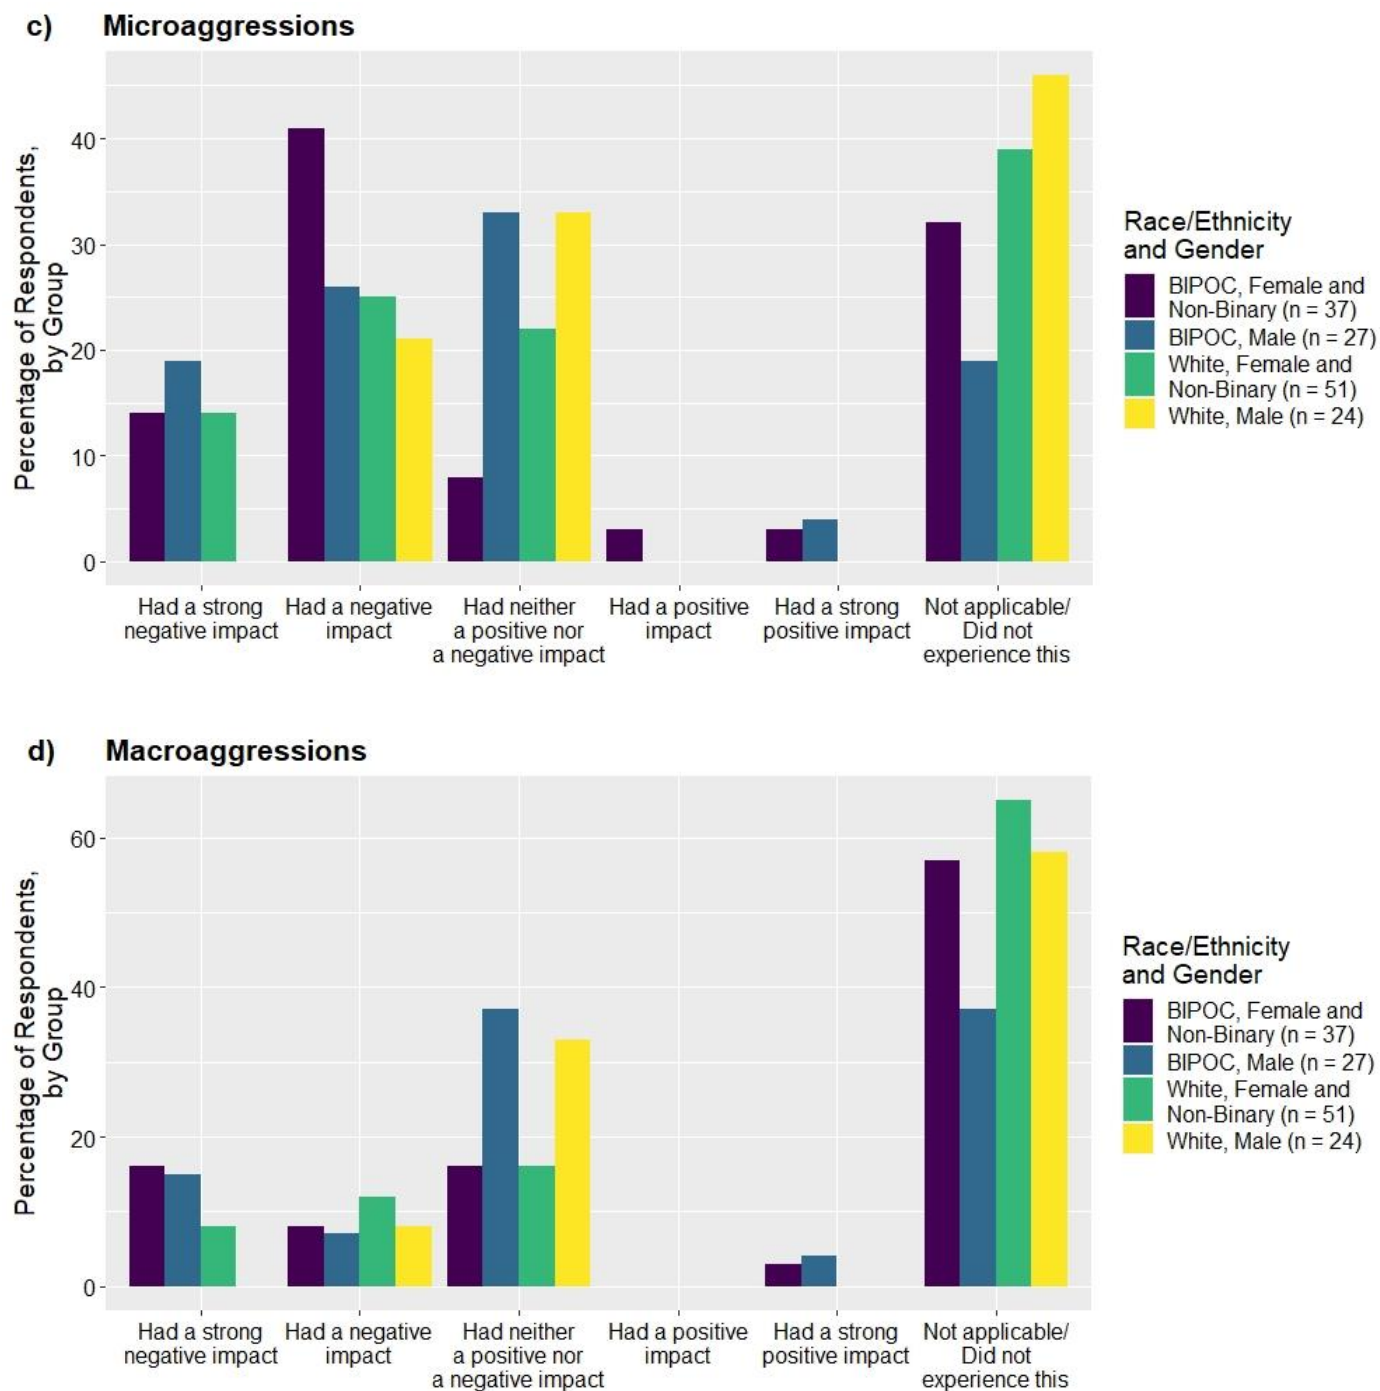 c) Microaggressions
Percentage of Respondents,
by Group
40
30
20
10
0
Had a strong
negative impact
Had a negative
impact
Had neither
a positive nor
a negative impact
Had a positive
impact
Had a strong
positive impact
Not applicable/
Did not
experience this
Race/Ethnicity
and Gender
BIPOC, Female and
Non-Binary (n = 37)
BIPOC, Male (n = 27)
White, Female and
Non-Binary (n = 51)
White, Male (n = 24)
d) Macroaggressions
Percentage of Respondents,
by Group
60
40
20
0
Had a strong
negative impact
Had a negative
impact
Had neither
a positive nor
a negative impact
Had a positive
impact
Had a strong
positive impact
Not applicable/
Did not
experience this
Race/Ethnicity
and Gender
BIPOC, Female and
Non-Binary (n = 37)
BIPOC, Male (n = 27)
White, Female and
Non-Binary (n = 51)
White, Male (n = 24)